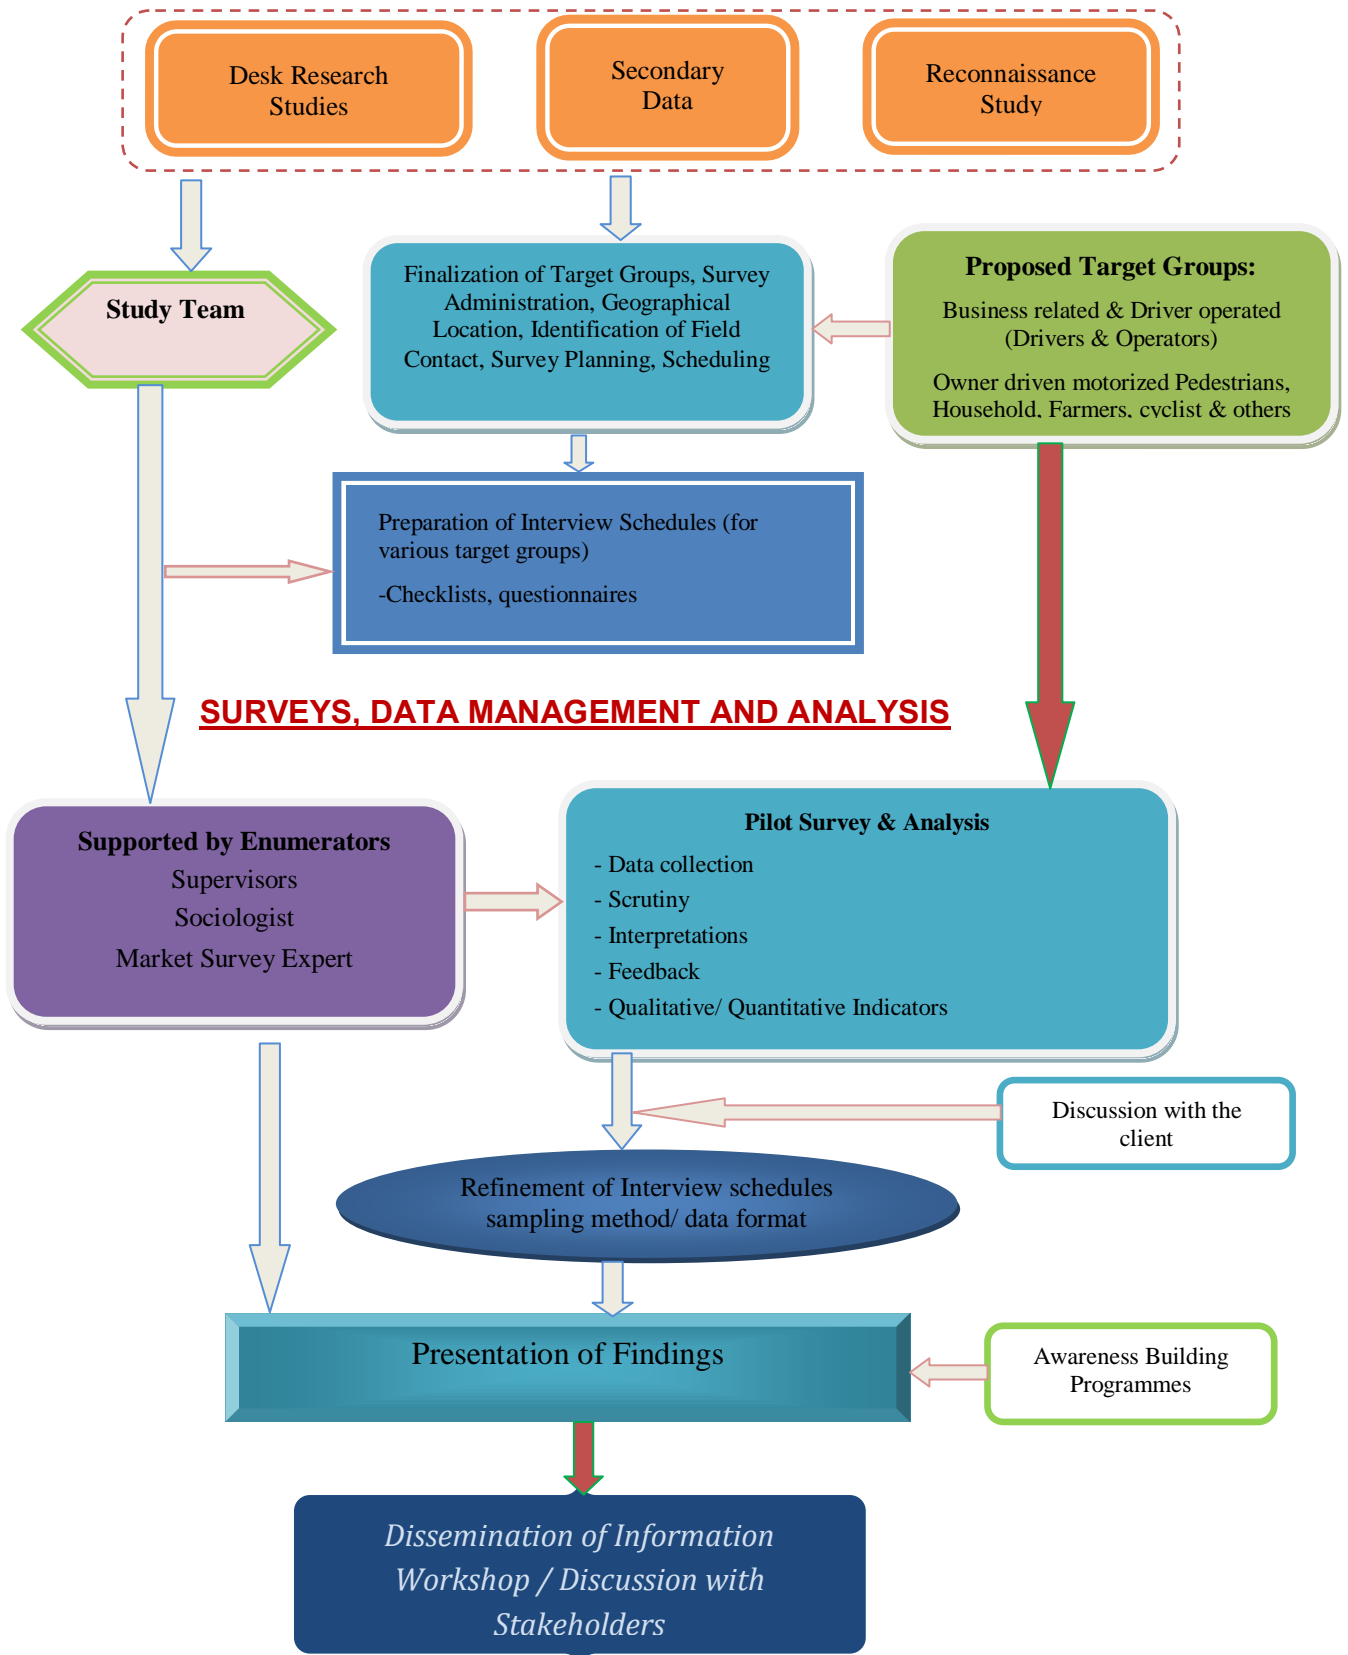 Desk Research
Studies
Secondary
Data
Reconnaissance
Study
Study Team
Finalization of Target Groups, Survey
Administration, Geographical
Location, Identification of Field
Contact, Survey Planning, Scheduling
Proposed Target Groups:
Business related & Driver operated
(Drivers & Operators)
Owner driven motorized Pedestrians,
Household, Farmers, cyclist & others
Preparation of Interview Schedules (for
various target groups)
-Checklists, questionnaires
SURVEYS, DATA MANAGEMENT AND ANALYSIS
Supported by Enumerators
Supervisors
Sociologist
Market Survey Expert
Pilot Survey & Analysis
- Data collection
- Scrutiny
- Interpretations
- Feedback
- Qualitative/ Quantitative Indicators
Discussion with the
client
Refinement of Interview schedules
sampling method/ data format
Presentation of Findings
Awareness Building
Programmes
Dissemination of Information
Workshop / Discussion with
Stakeholders